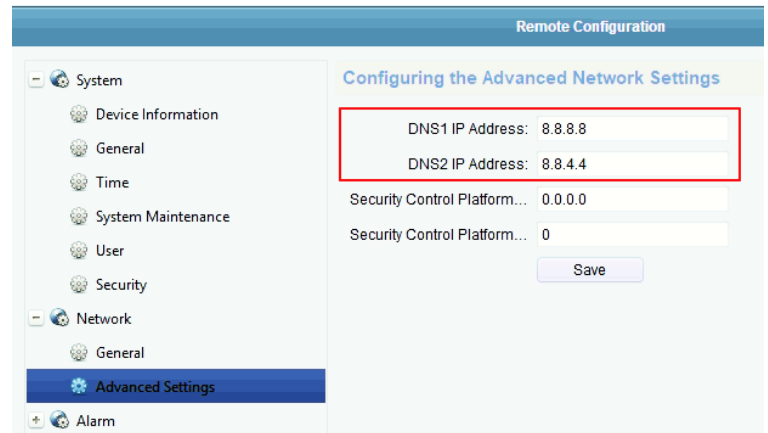 Remote Configuration
System
Device Information
General
Time
System Maintenance
User
Security
Network
General
Advanced Settings
Alarm
Configuring the Advanced Network Settings
DNS1 IP Address: 8.8.8.8
DNS2 IP Address: 8.8.4.4
Security Control Platform... 0.0.0.0
Security Control Platform... 0
Save